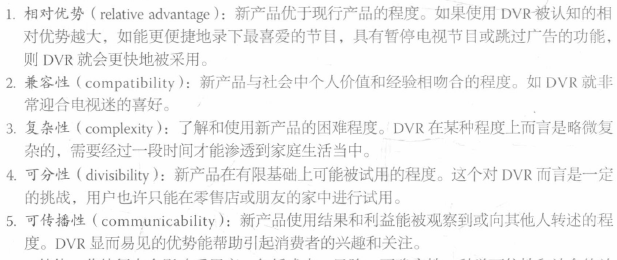 1. 相对优势（relative advantage）：新产品优于现行产品的程度。如果使用 DVR 被认知的相
对优势越大，如能更便捷地录下最喜爱的节目，具有暂停电视节目或跳过广告的功能，
则 DVR 就会更快地被采用。
2. 兼容性（compatibility）：新产品与社会中个人价值和经验相吻合的程度。如 DVR 就非
常迎合电视迷的喜好。
3. 复杂性（complexity）：了解和使用新产品的困难程度。DVR 在某种程度上而言是略微复
杂的，需要经过一段时间才能渗透到家庭生活当中。
4. 可分性（divisibility）：新产品在有限基础上可能被试用的程度。这个对 DVR 而言是一定
的挑战，用户也许只能在零售店或朋友的家中进行试用。
5. 可传播性（communicability）：新产品使用结果和利益能被观察到或向其他人转述的程
度。DVR 显而易见的优势能帮助引起消费者的兴趣和关注。